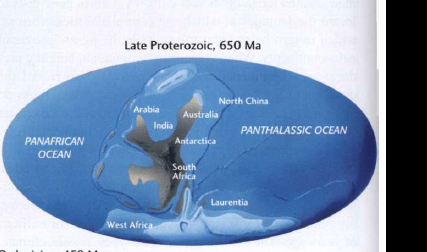 Late Proterozoic, 650 Ma
North China
Arabia
Australia
India
PANAFRICAN
OCEAN
Antarctica
PANTHALASSIC OCEAN
South
Africa
Laurentia
West Africa